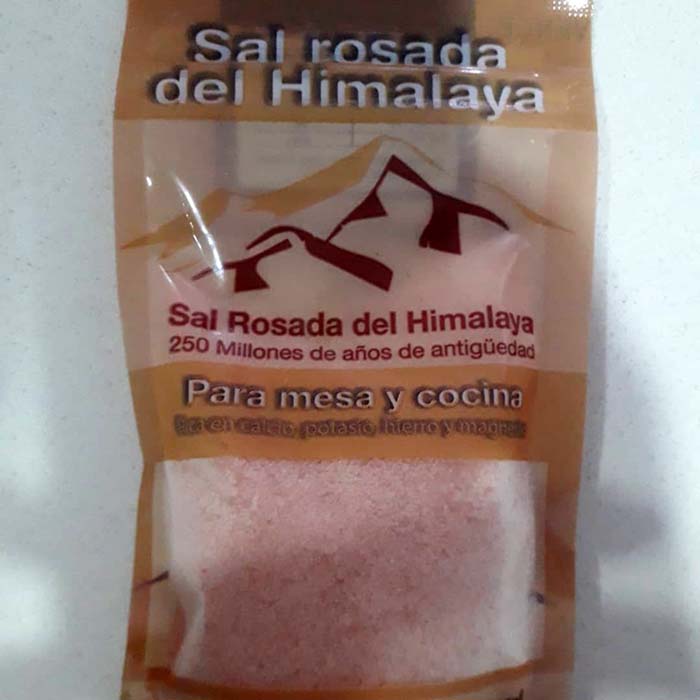 Sal rosada
del Himalaya
Sal Rosada del Himalaya
250 Millones de años de antigüedad
Para mesa y cocina
en calcio, potasio, hierro y